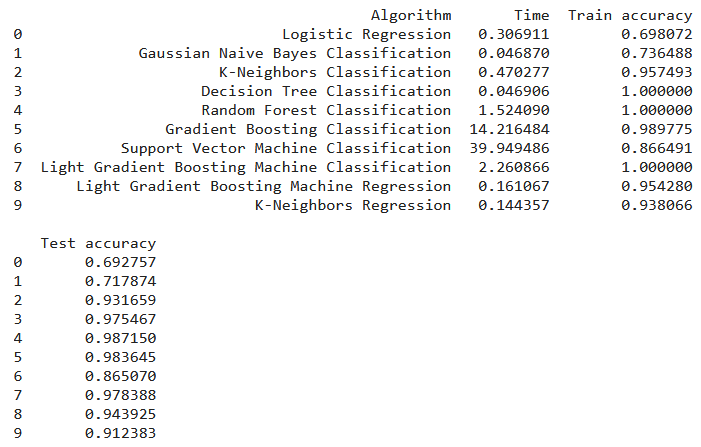 Algorithm Time Train accuracy
0 Logistic Regression 0.306911 0.698072
1 Gaussian Naive Bayes Classification 0.046870 0.736488
2 K-Neighbors Classification 0.470277 0.957493
3 Decision Tree Classification 0.046906 1.000000
4 Random Forest Classification 1.524090 1.000000
5 Gradient Boosting Classification 14.216484 0.989775
6 Support Vector Machine Classification 39.949486 0.866491
7 Light Gradient Boosting Machine Classification 2.260866 1.000000
8 Light Gradient Boosting Machine Regression 0.161067 0.954280
9 K-Neighbors Regression 0.144357 0.938066
Test accuracy
0 0.692757
1 0.717874
2 0.931659
3 0.975467
4 0.987150
5 0.983645
6 0.865070
7 0.978388
8 0.943925
9 0.912383